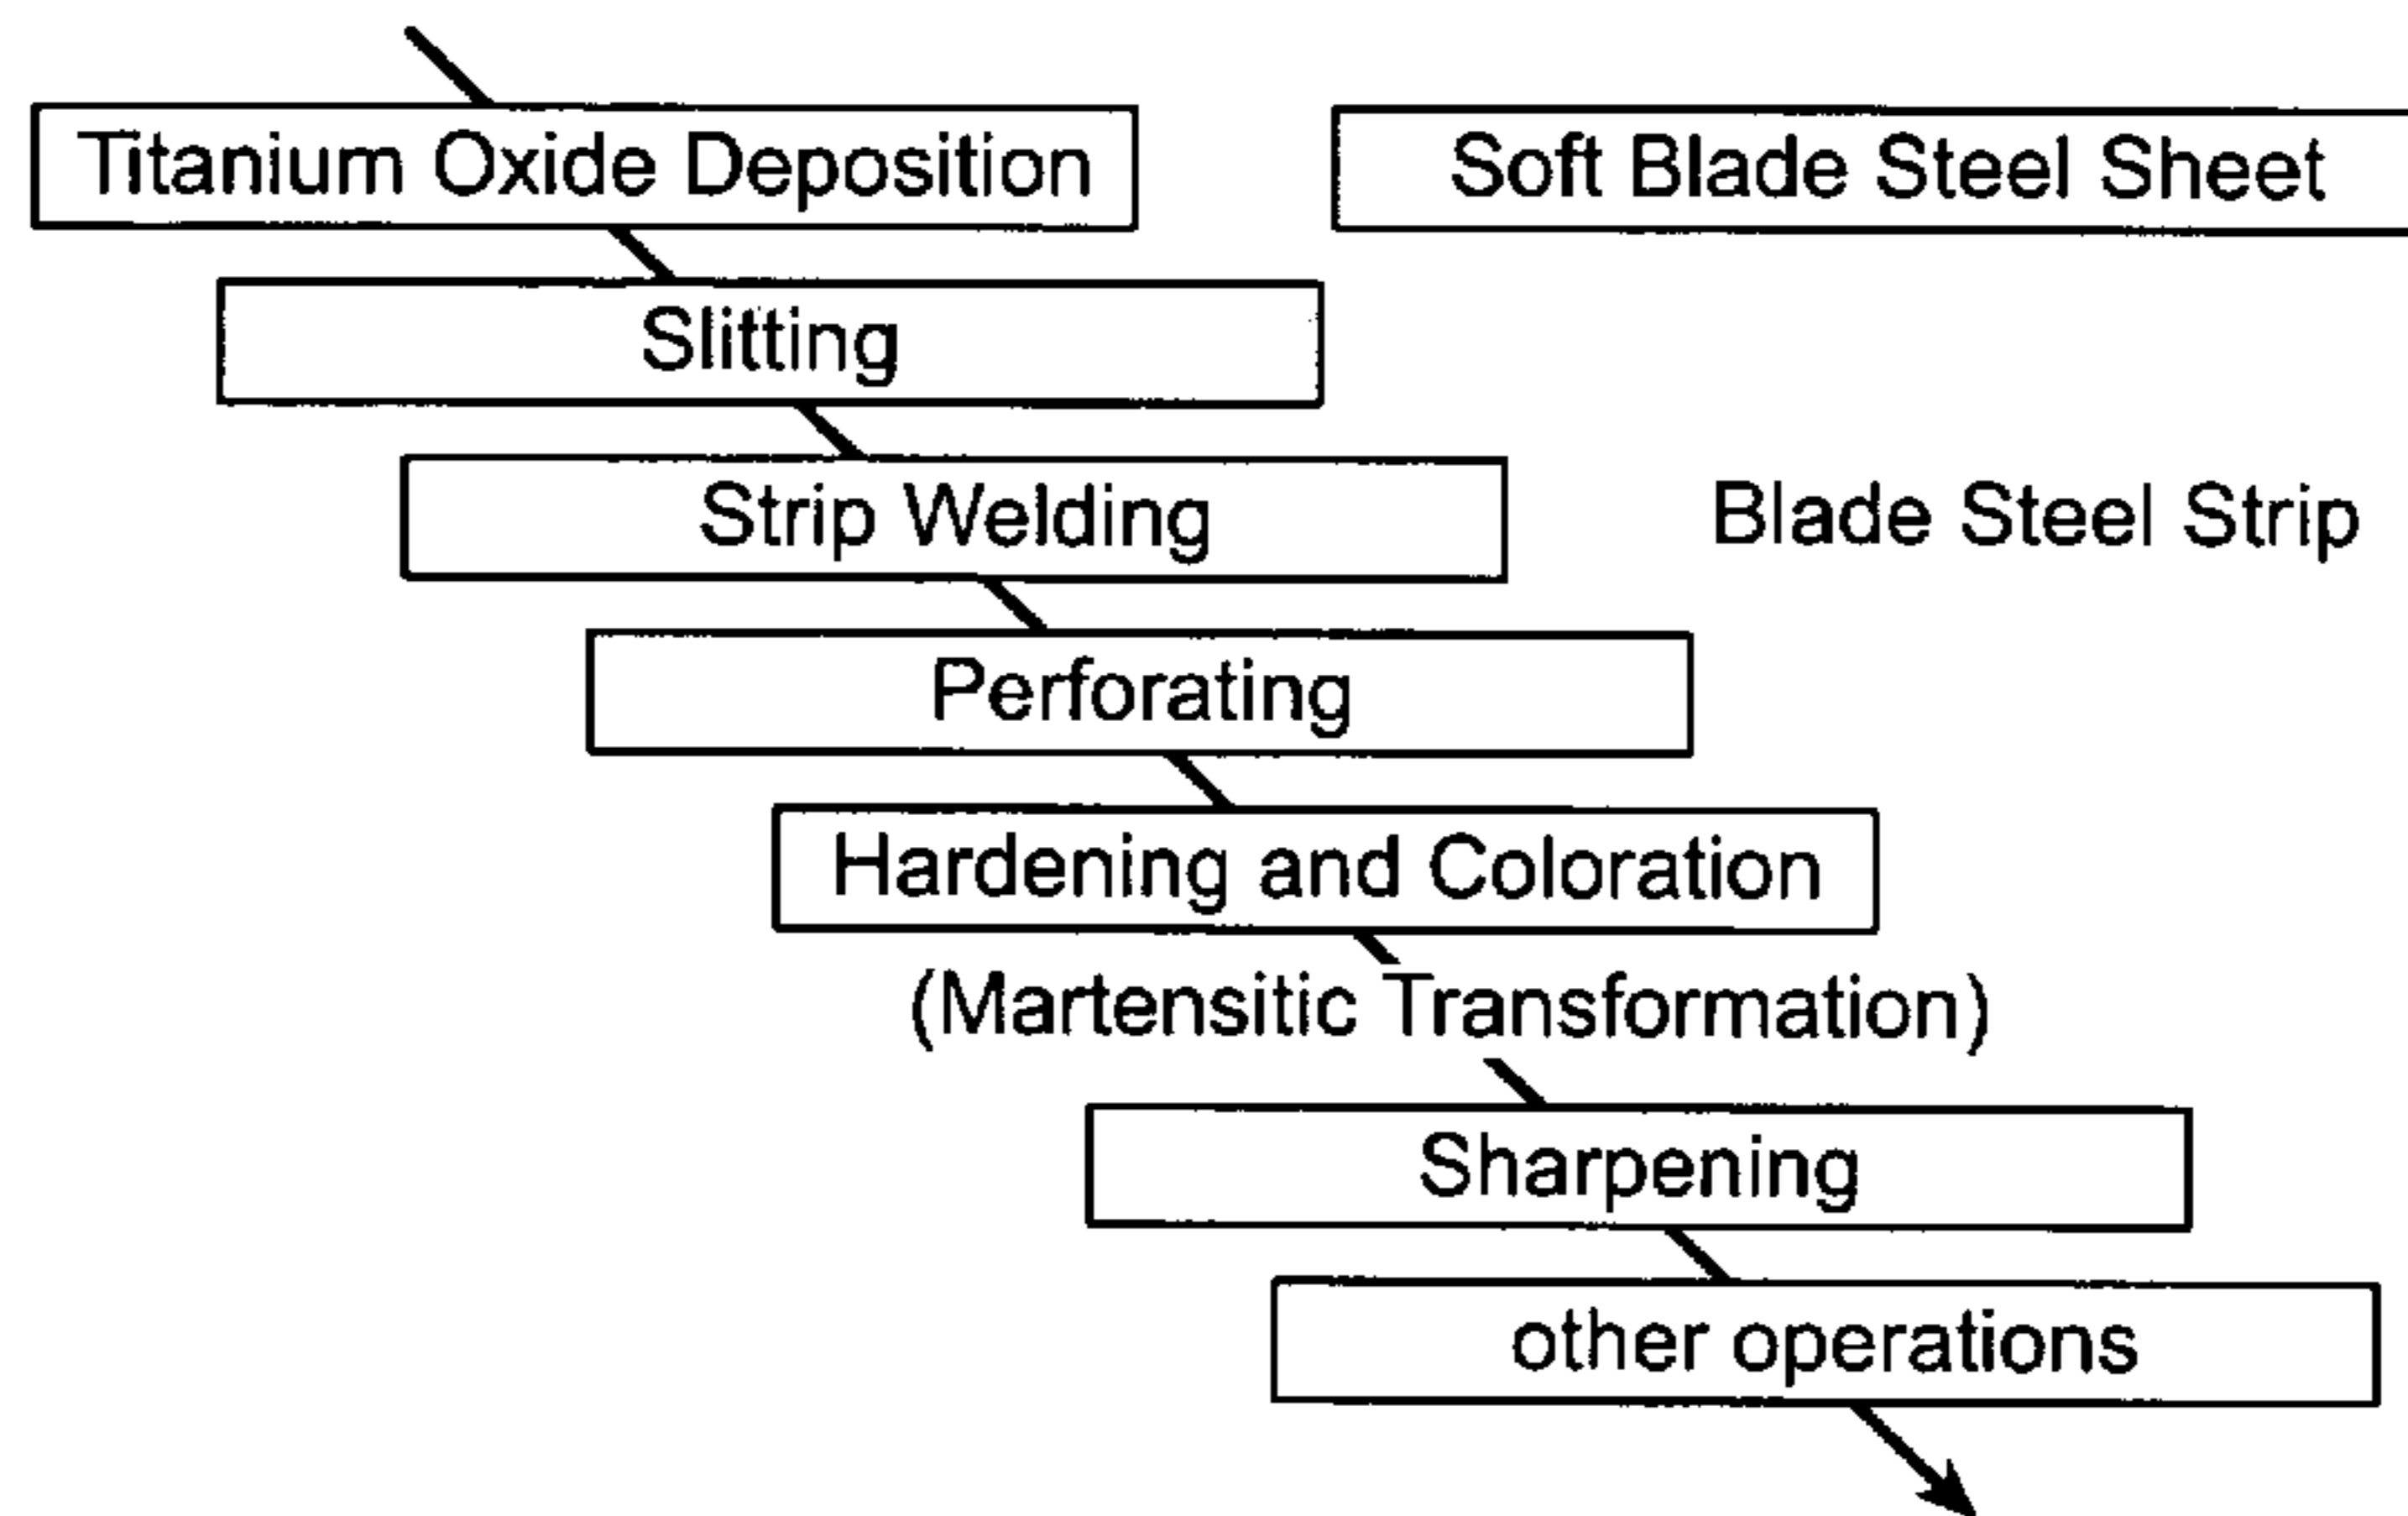 Titanium Oxide Deposition
Soft Blade Steel Sheet
Slitting
Strip Welding
Blade Steel Strip
Perforating
Hardening and Coloration
(Martensitic Transformation)
Sharpening
other operations